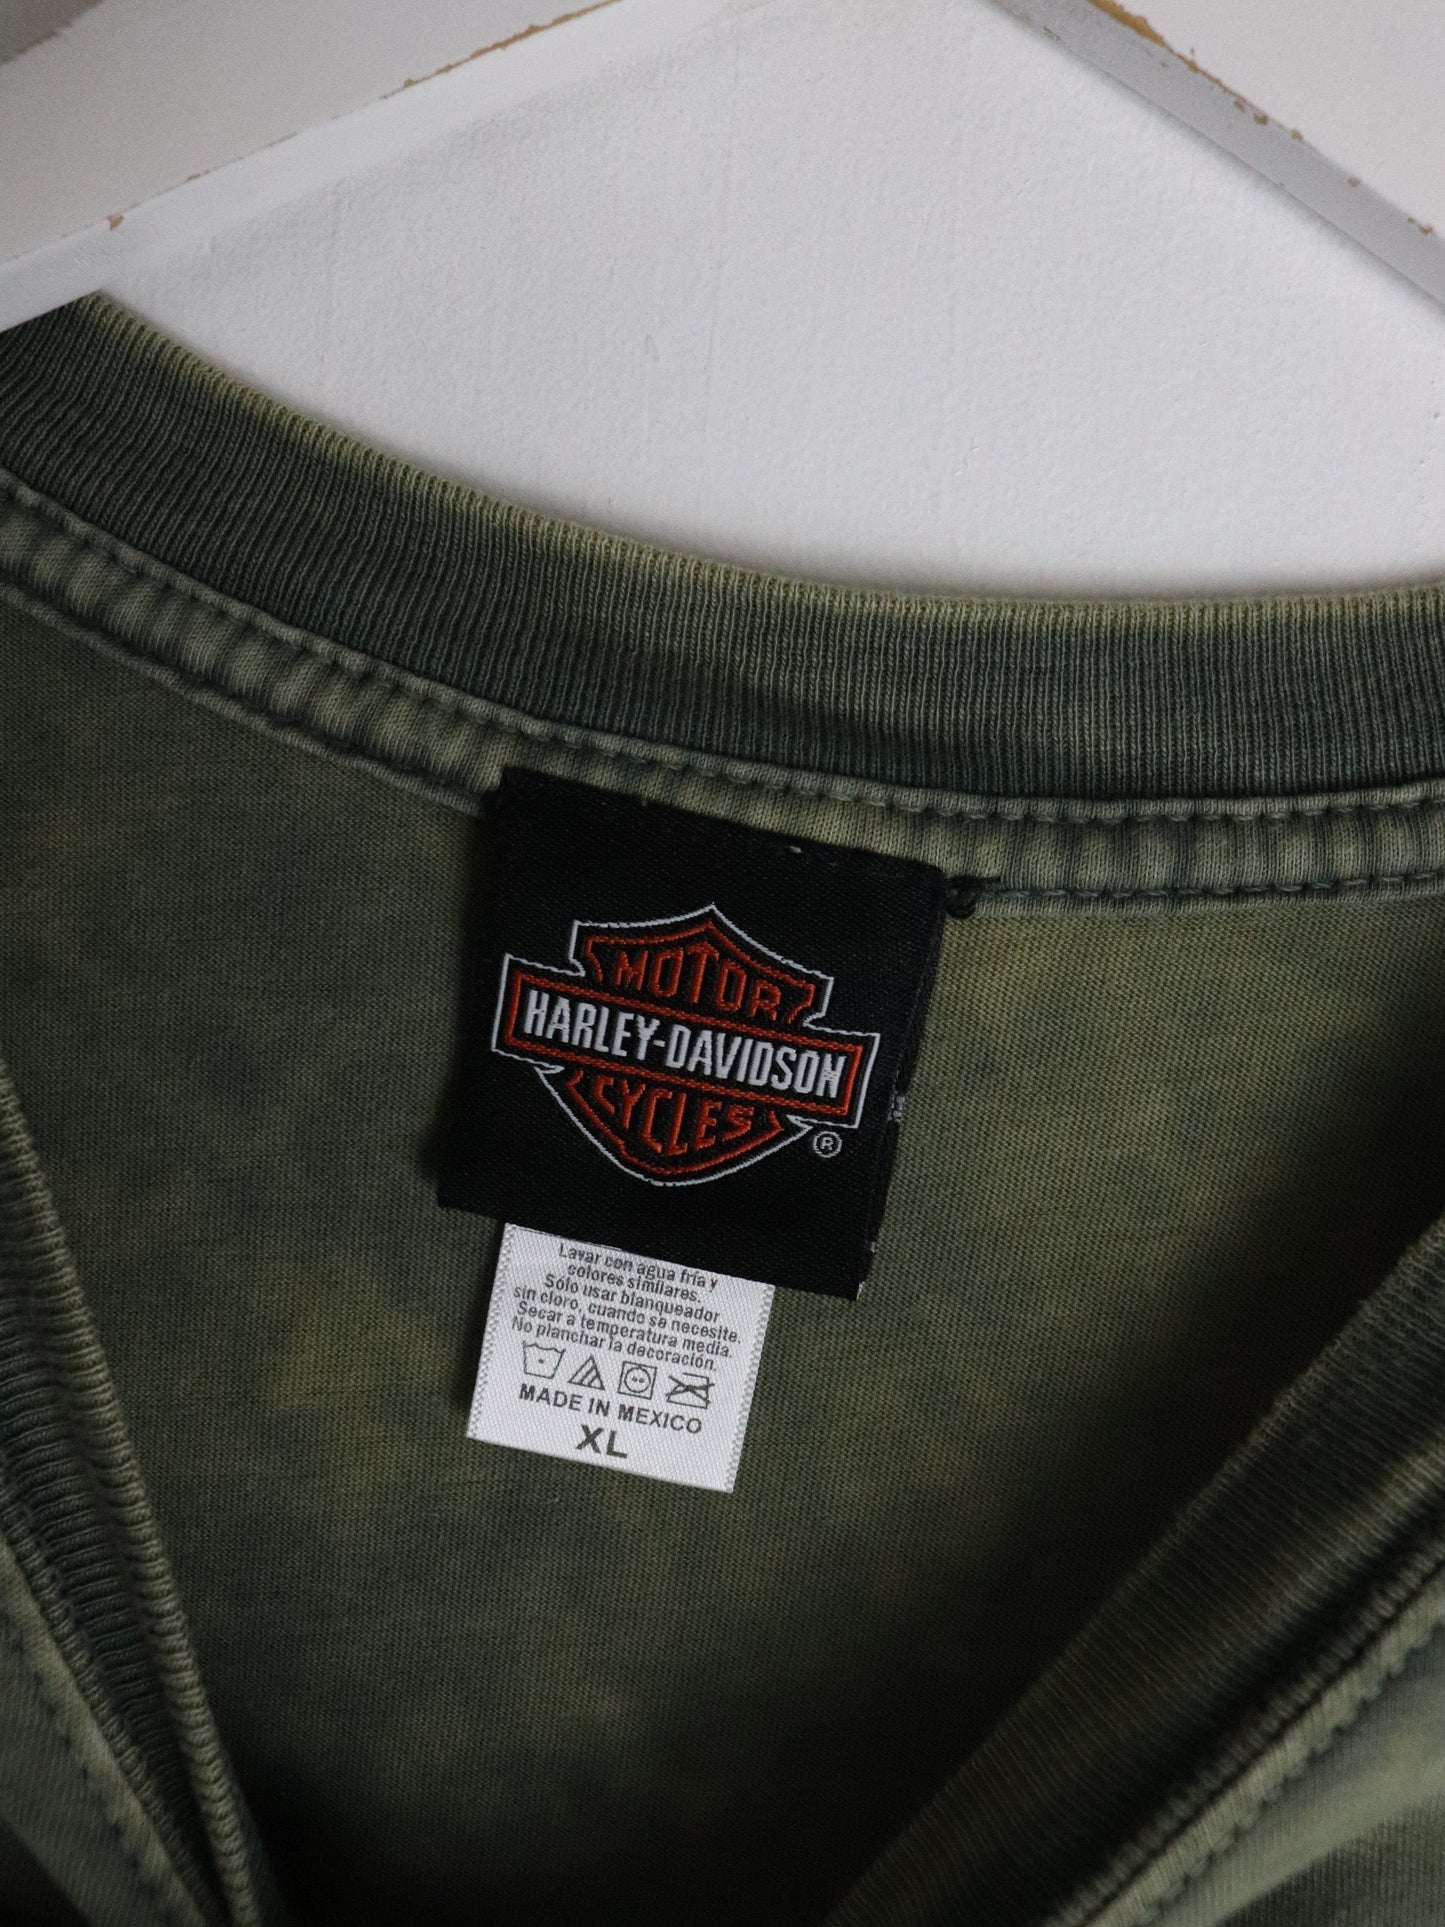 MOTOR
HARLEY-DAVIDSON
CYCLES
®
Lavar con agua fría y
colores similares.
Sólo usar blanqueador
sin cloro, cuando se necesite.
Secar a temperatura media.
No planchar la decoración.
MADE IN MEXICO
XL